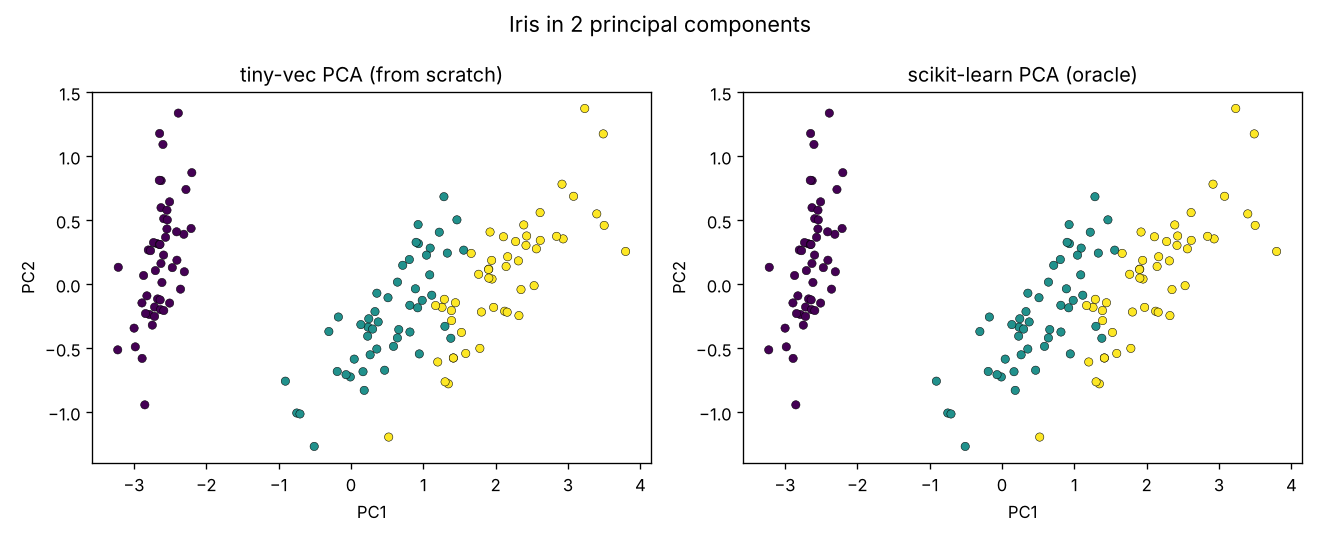 Iris in 2 principal components
tiny-vec PCA (from scratch)
1.5
1.0
0.5
0.0
−0.5
−1.0
PC2
−3 −2 −1 0 1 2 3 4
PC1
scikit-learn PCA (oracle)
1.5
1.0
0.5
0.0
−0.5
−1.0
PC2
−3 −2 −1 0 1 2 3 4
PC1